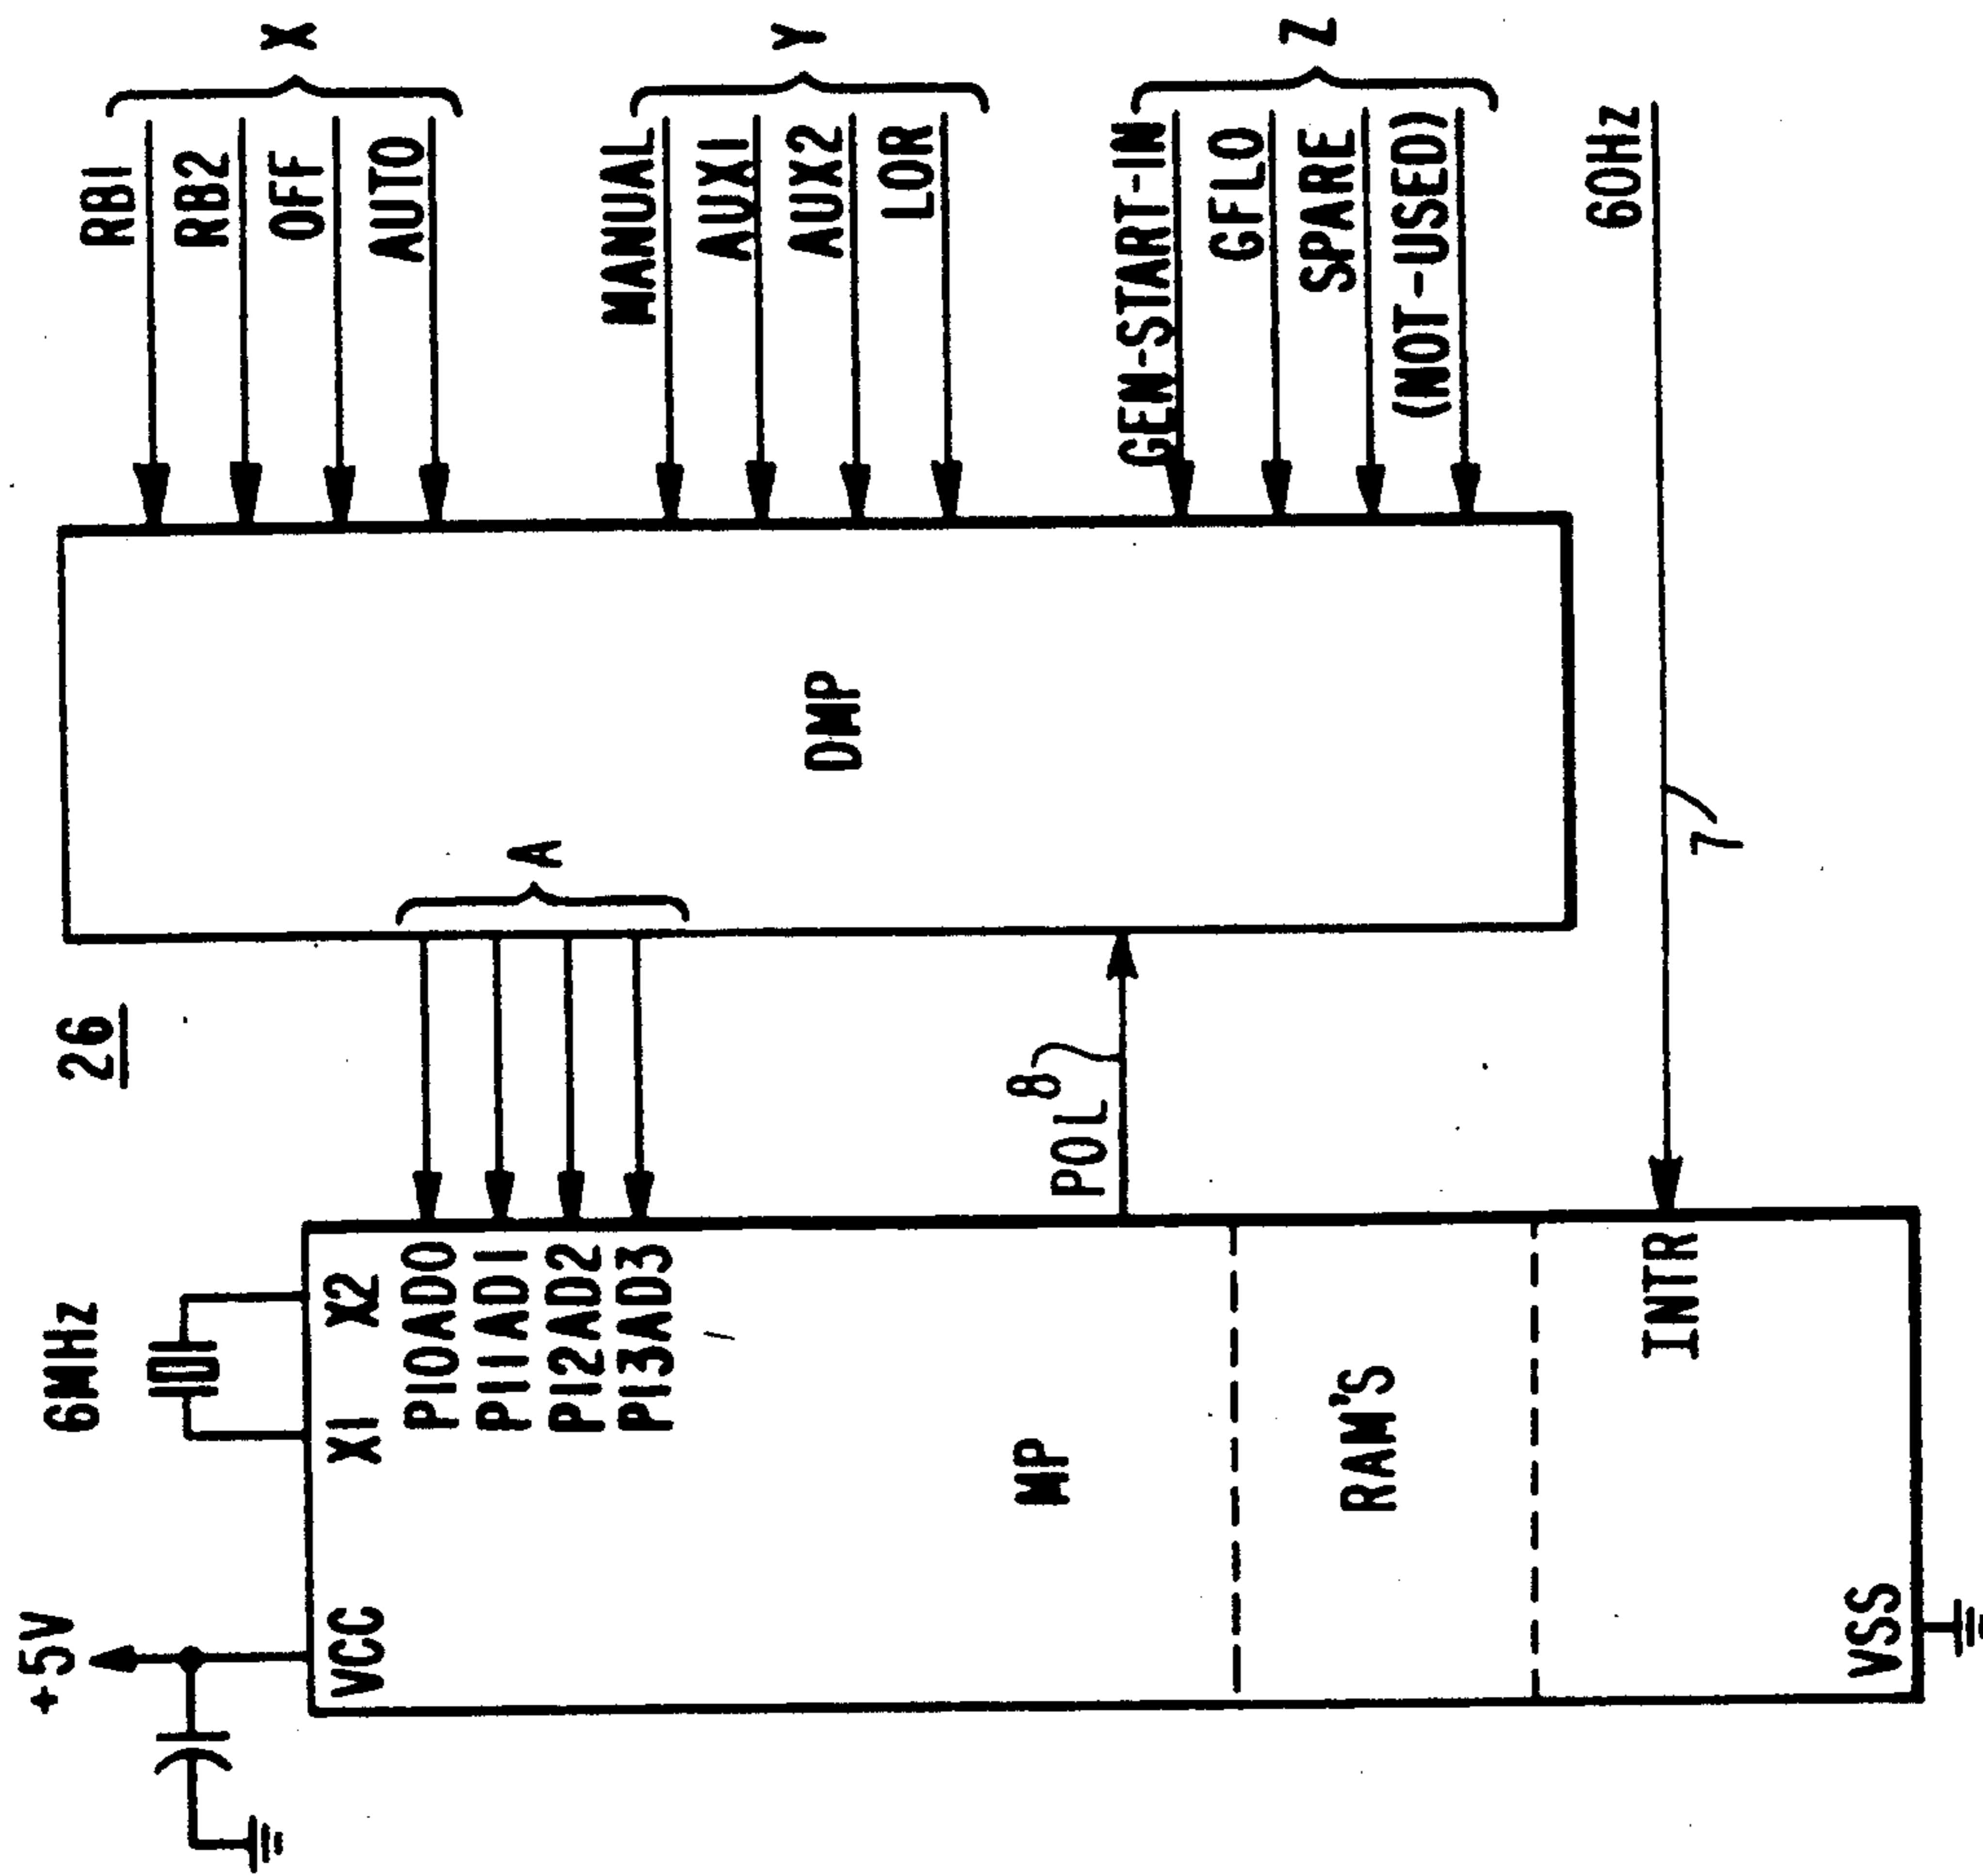 26
+5V
6MHz
VCC
X1
X2
PI0AD0
PI1AD1
PI2AD2
PI3AD3
A
MP
POL
8
RAM'S
INTR
VSS
DMP
RB1
RB2
OFF
AUTO
X
MANUAL
AUX1
AUX2
LOR
Y
GEN-START-IN
GFLO
SPARE
(NOT-USED)
Z
60Hz
7